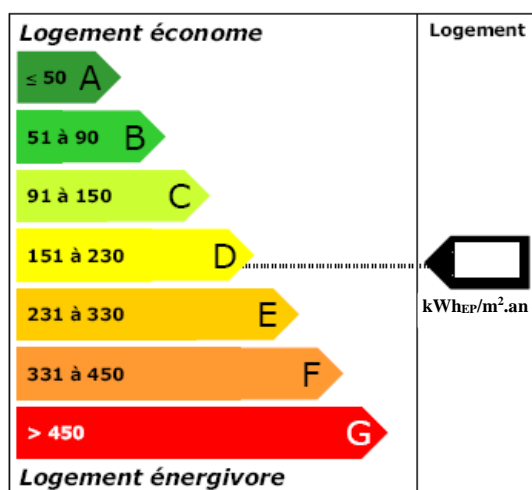 Logement économe
Logement
≤ 50 A
51 à 90 B
91 à 150 C
151 à 230 D
kWhEP/m².an
231 à 330 E
331 à 450 F
> 450 G
Logement énergivore